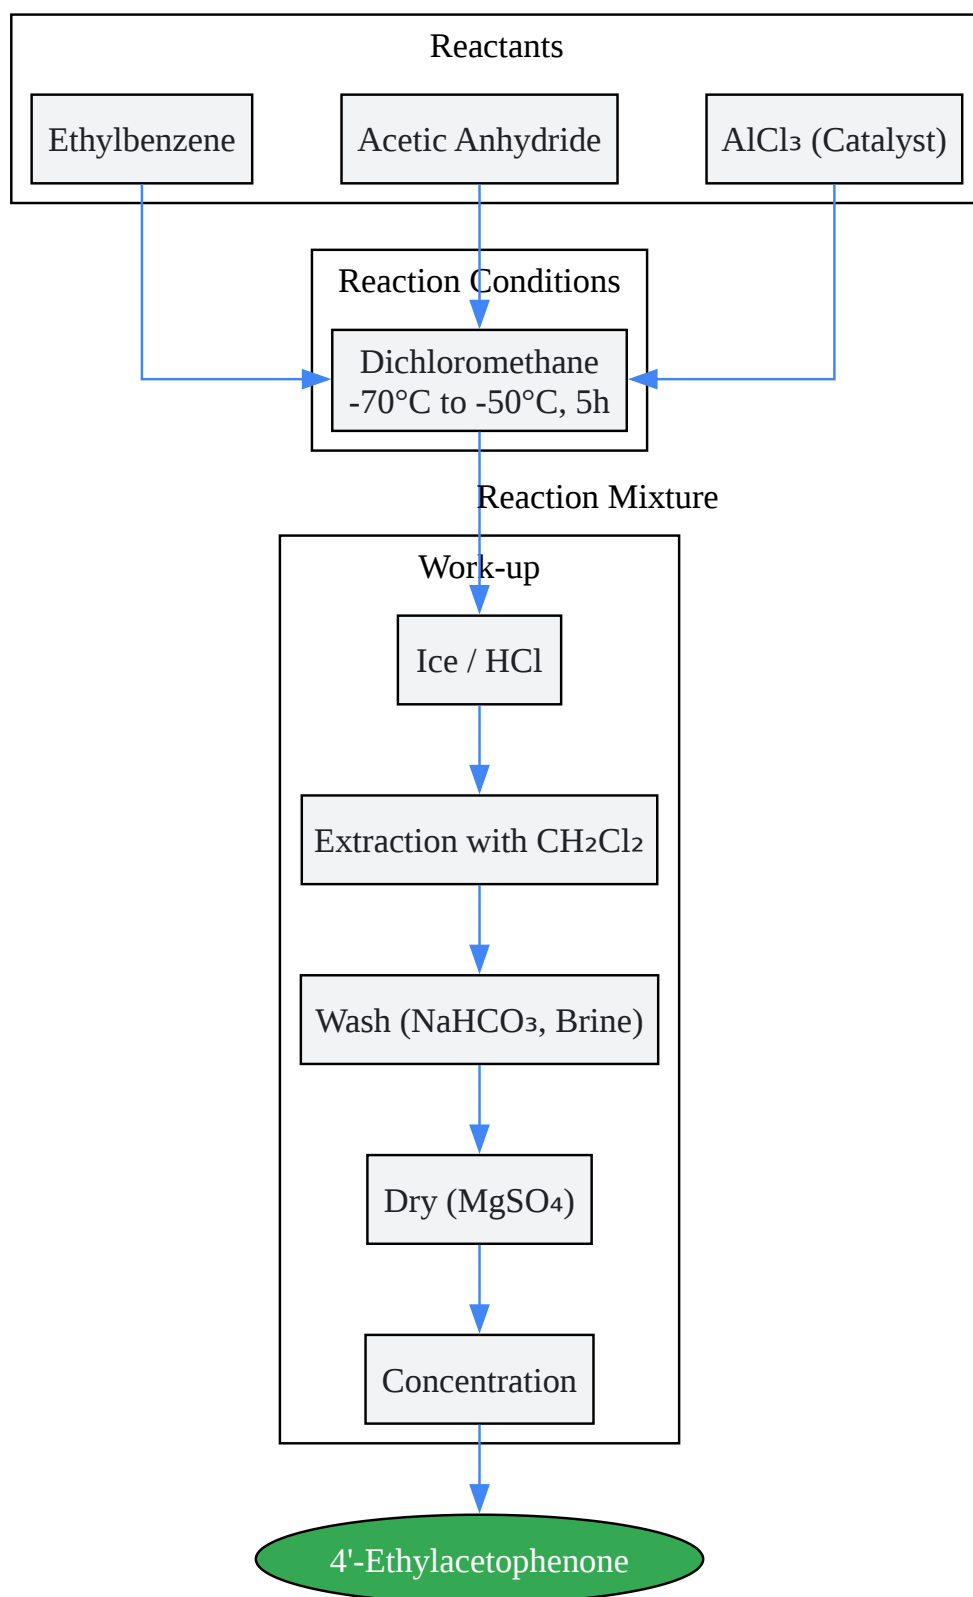 Reactants
Ethylbenzene
Acetic Anhydride
AlCl₃ (Catalyst)
Reaction Conditions
Dichloromethane
-70°C to -50°C, 5h
Reaction Mixture
Work-up
Ice / HCl
Extraction with CH₂Cl₂
Wash (NaHCO₃, Brine)
Dry (MgSO₄)
Concentration
4'-Ethylacetophenone